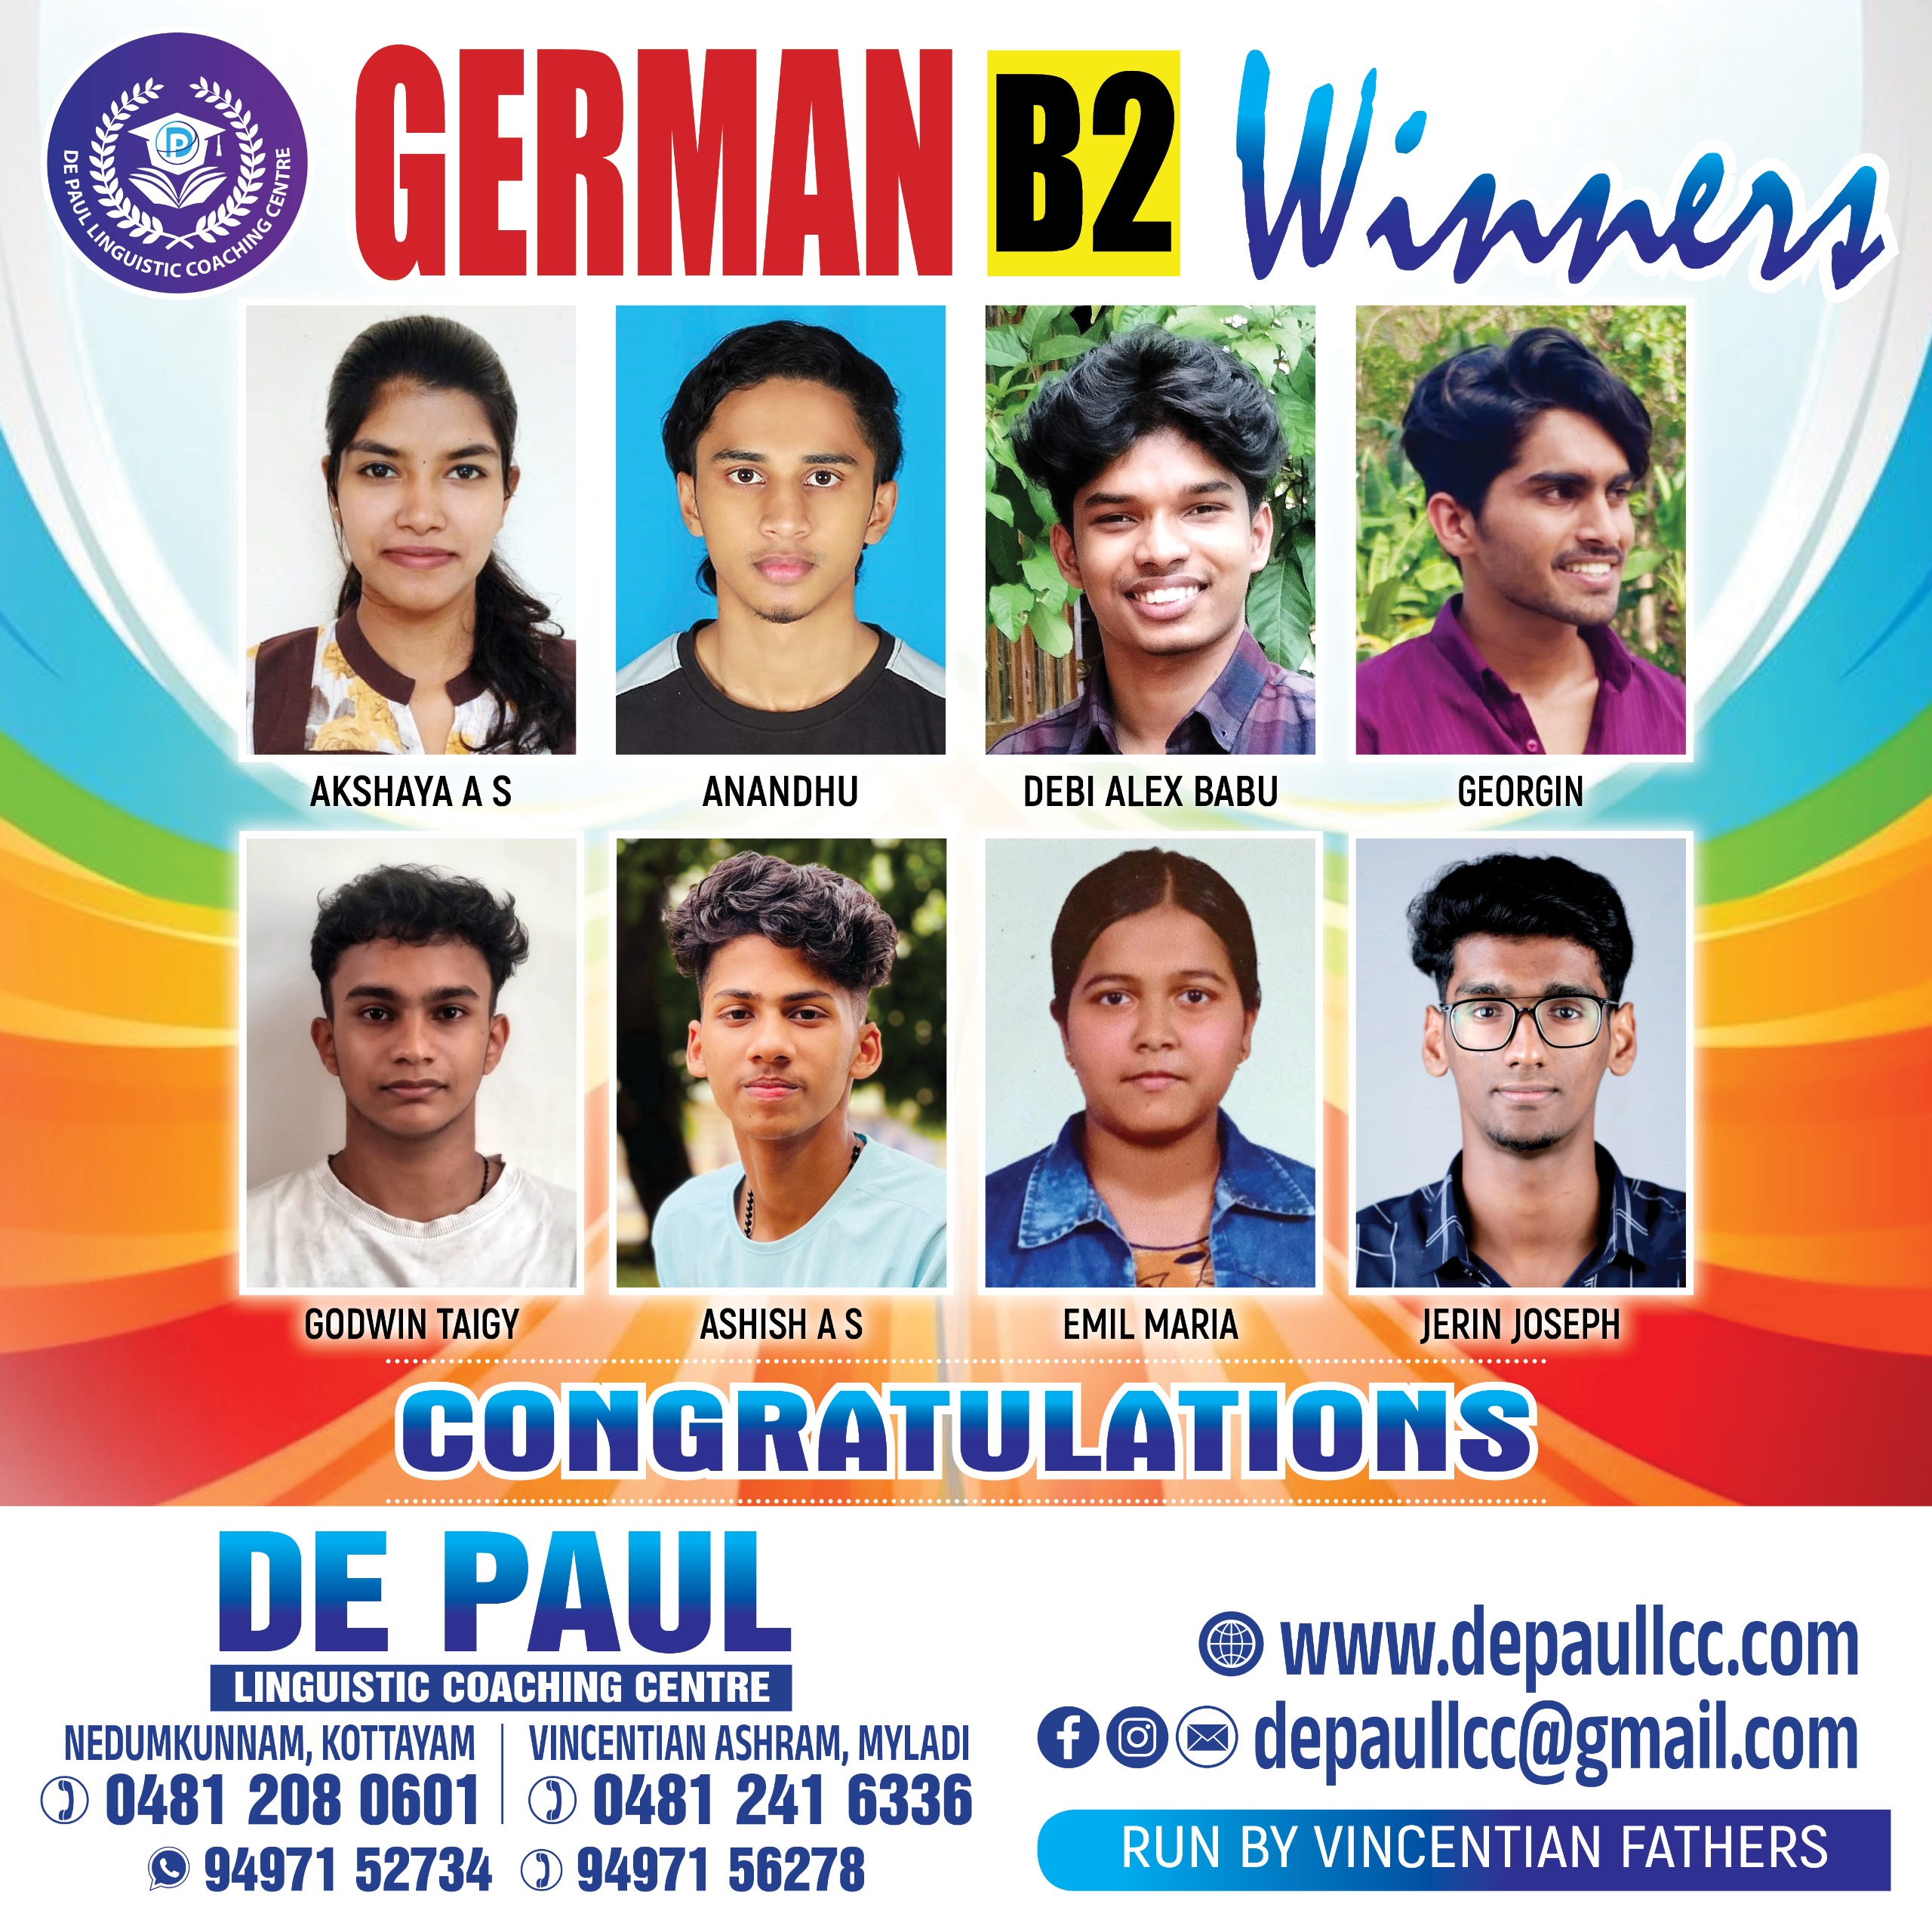 DE PAUL LINGUISTIC COACHING CENTRE
GERMAN B2 Winners
AKSHAYA A S
ANANDHU
DEBI ALEX BABU
GEORGIN
GODWIN TAIGY
ASHISH A S
EMIL MARIA
JERIN JOSEPH
CONGRATULATIONS
DE PAUL
LINGUISTIC COACHING CENTRE
NEDUMKUNNAM, KOTTAYAM
0481 208 0601
VINCENTIAN ASHRAM, MYLADI
0481 241 6336
94971 52734
94971 56278
www.depaullcc.com
depaullcc@gmail.com
RUN BY VINCENTIAN FATHERS